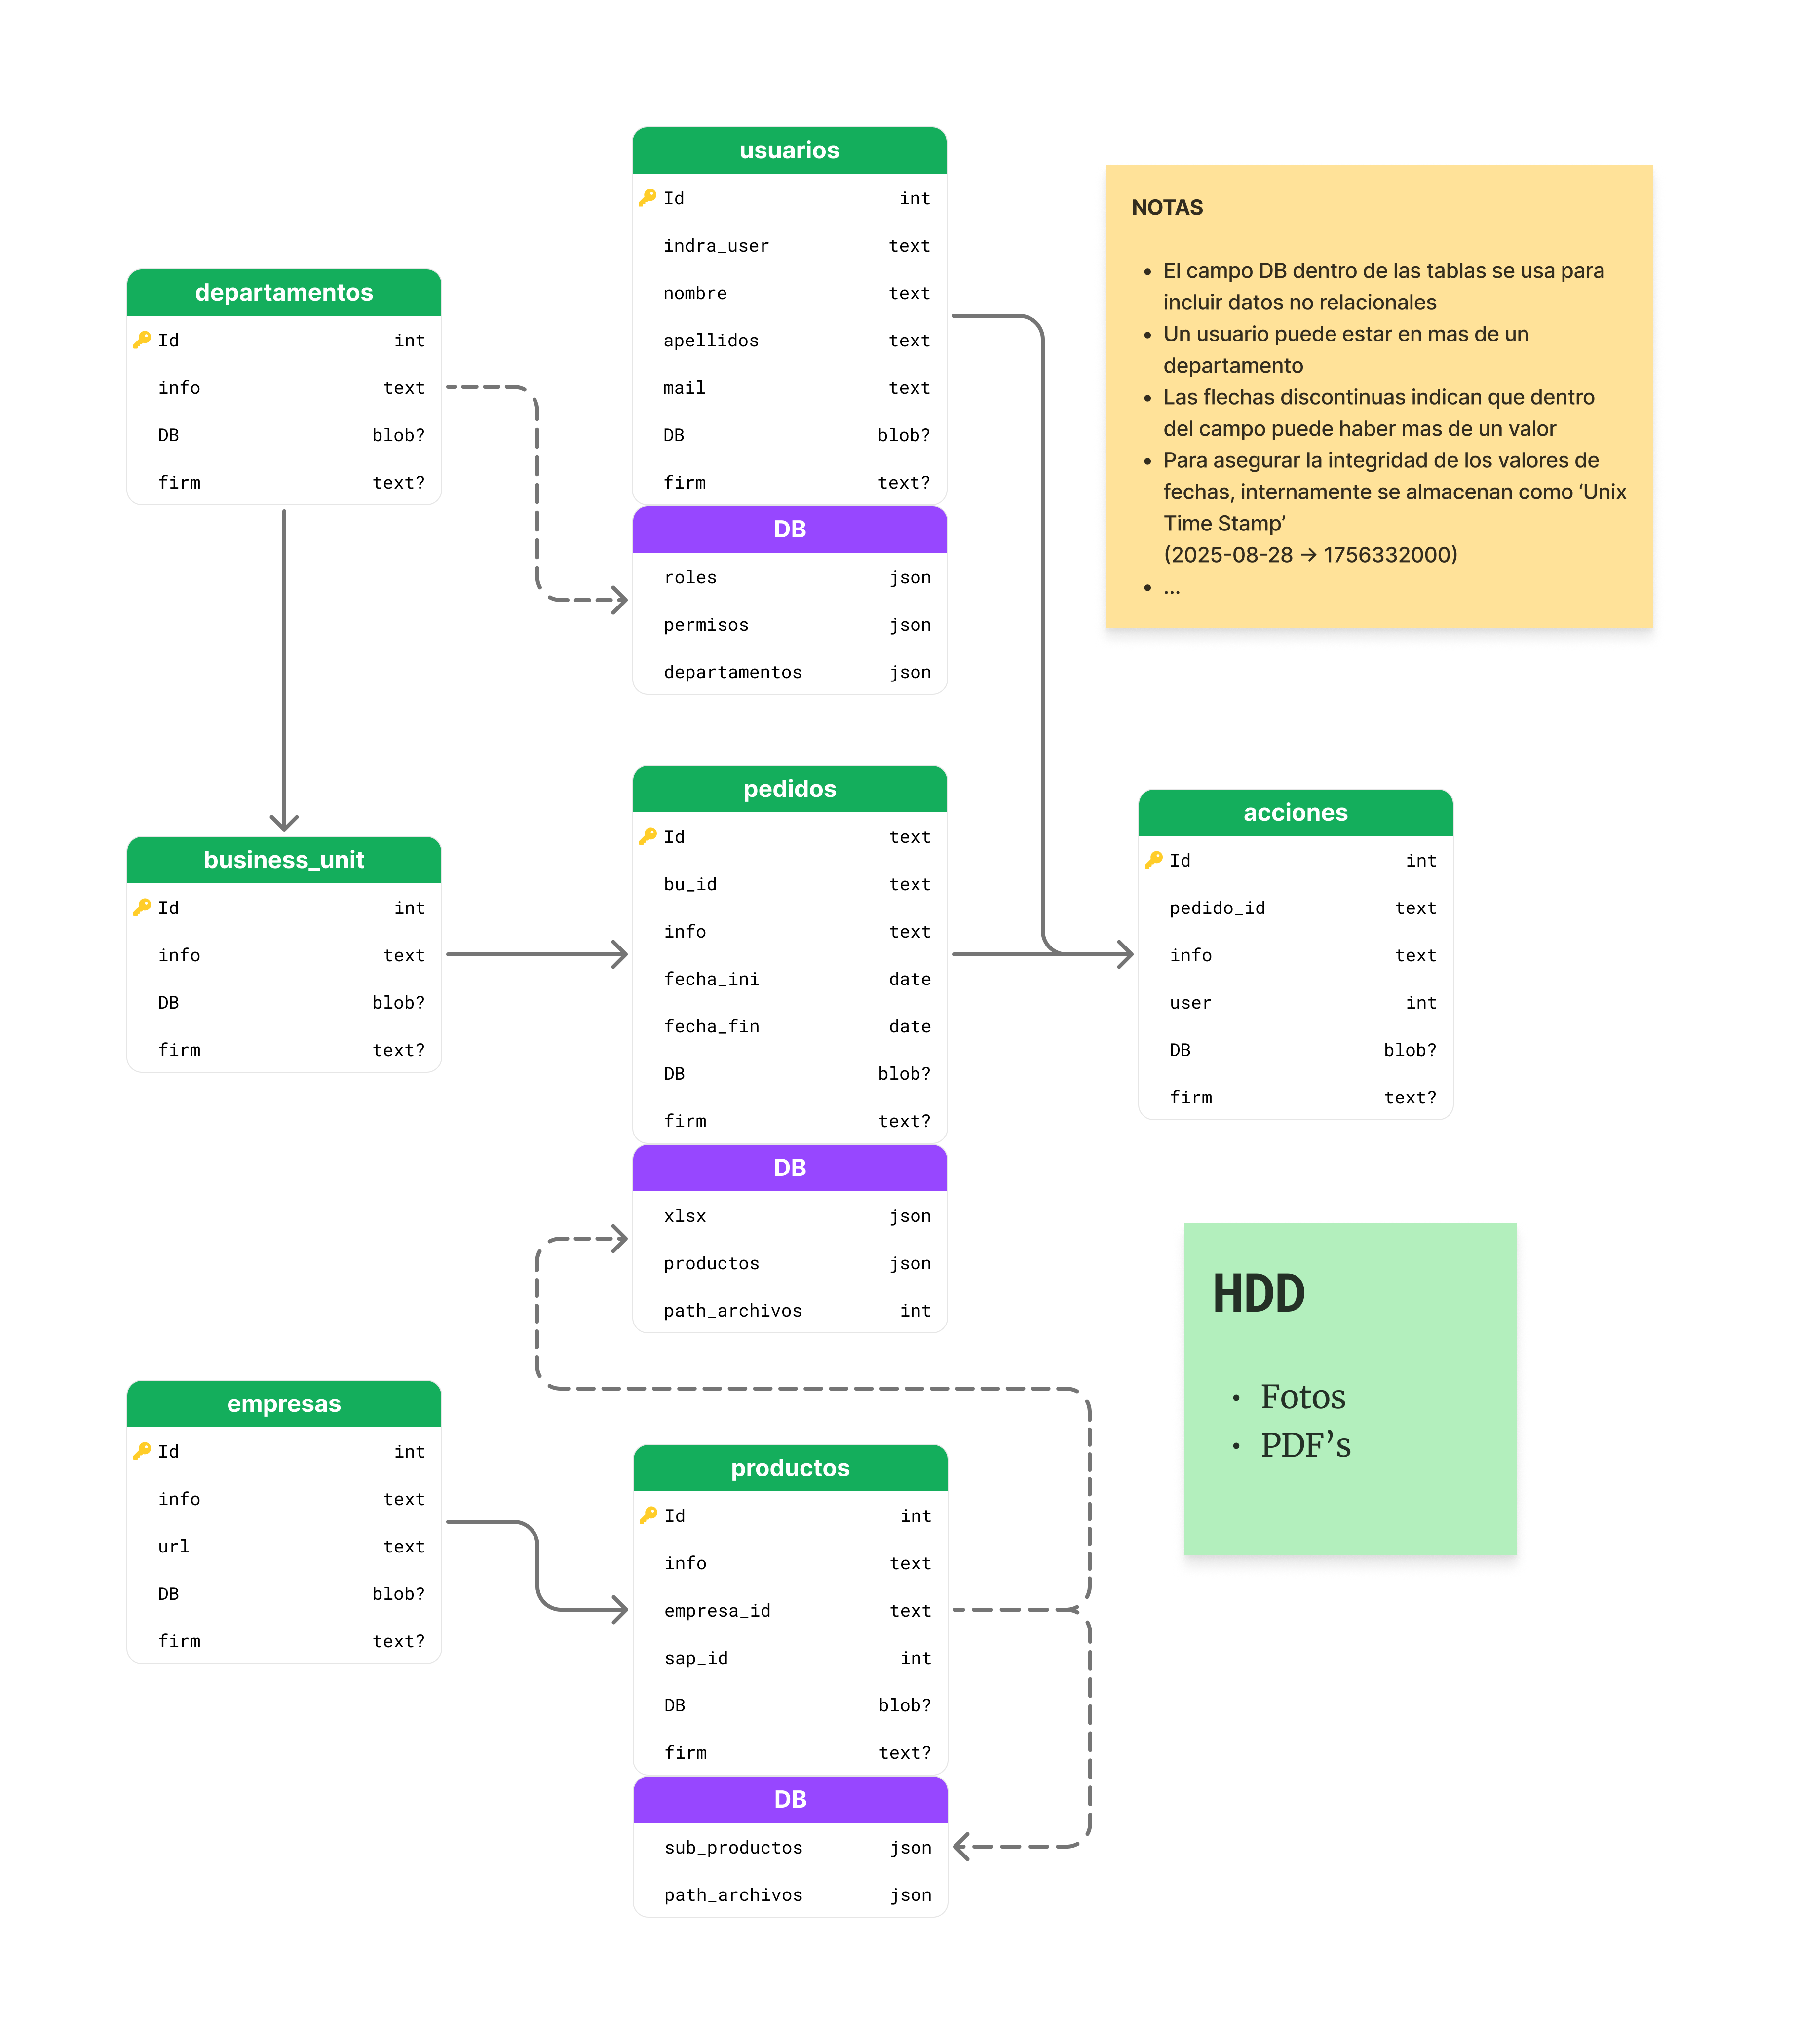 usuarios
Id int
indra_user text
nombre text
apellidos text
mail text
DB blob?
firm text?
DB
roles json
permisos json
departamentos json
NOTAS
• El campo DB dentro de las tablas se usa para
incluir datos no relacionales
• Un usuario puede estar en mas de un
departamento
• Las flechas discontinuas indican que dentro
del campo puede haber mas de un valor
• Para asegurar la integridad de los valores de
fechas, internamente se almacenan como ‘Unix
Time Stamp’
(2025-08-28 → 1756332000)
• ...
departamentos
Id int
info text
DB blob?
firm text?
business_unit
Id int
info text
DB blob?
firm text?
pedidos
Id text
bu_id text
info text
fecha_ini date
fecha_fin date
DB blob?
firm text?
DB
xlsx json
productos json
path_archivos int
acciones
Id int
pedido_id text
info text
user int
DB blob?
firm text?
HDD
• Fotos
• PDF’s
empresas
Id int
info text
url text
DB blob?
firm text?
productos
Id int
info text
empresa_id text
sap_id int
DB blob?
firm text?
DB
sub_productos json
path_archivos json